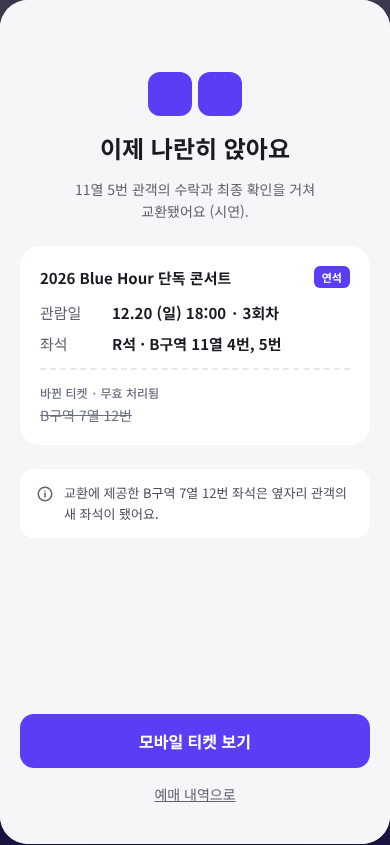 이제 나란히 앉아요
11열 5번 관객의 수락과 최종 확인을 거쳐
교환됐어요 (시연).
2026 Blue Hour 단독 콘서트
연석
관람일 12.20 (일) 18:00 · 3회차
좌석 R석 · B구역 11열 4번, 5번
바뀐 티켓 · 무효 처리됨
B구역 7열 12번
교환에 제공한 B구역 7열 12번 좌석은 옆자리 관객의
새 좌석이 됐어요.
모바일 티켓 보기
예매 내역으로